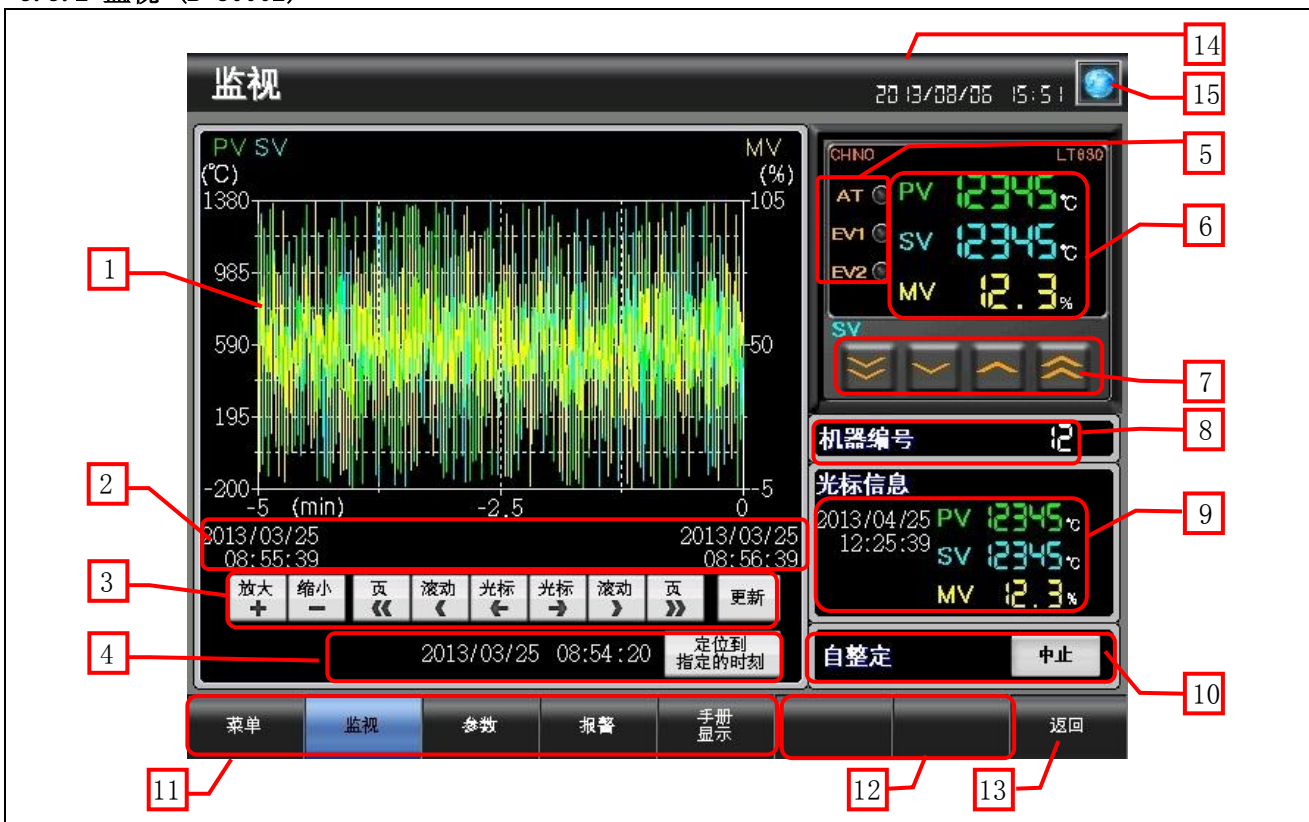 监视
2013/08/06 15:51
14
15
PV SV
MV
(℃)
(%)
1380
105
985
590
50
195
-200
-5
-5 (min)
-2.5
0
2013/03/25
08:55:39
2013/03/25
08:56:39
放大
+
缩小
-
页
《
滚动
〈
光标
←
光标
→
滚动
〉
页
》
更新
2013/03/25 08:54:20
定位到
指定的时刻
CHINO
LT830
AT
EV1
EV2
PV 12345 ℃
SV 12345 ℃
MV 12.3 %
SV
机器编号 12
光标信息
2013/04/25
12:25:39
PV 12345 ℃
SV 12345 ℃
MV 12.3 %
自整定
中止
菜单
监视
参数
报警
手册
显示
返回
1
2
3
4
5
6
7
8
9
10
11
12
13